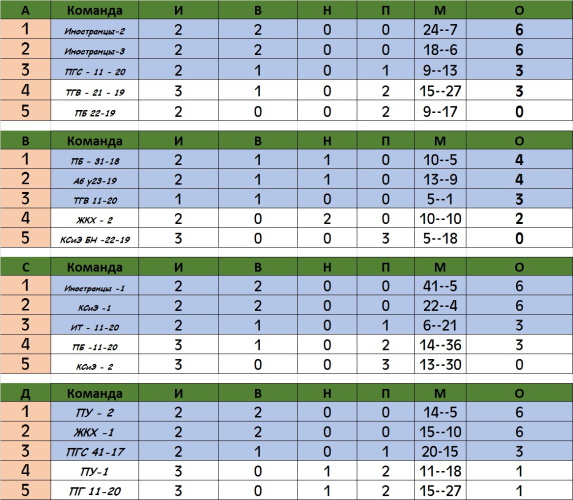 А Команда И В Н П М О
1 Иностранцы-2 2 2 0 0 24--7 6
2 Иностранцы-3 2 2 0 0 18--6 6
3 ПГС - 11 - 20 2 1 0 1 9--13 3
4 ТГВ - 21 - 19 3 1 0 2 15--27 3
5 ПБ 22-19 2 0 0 2 9--17 0
В Команда И В Н П М О
1 ПБ - 31-18 2 1 1 0 10--5 4
2 Аб у23-19 2 1 1 0 13--9 4
3 ТГВ 11-20 1 1 0 0 5--1 3
4 ЖКХ - 2 2 0 2 0 10--10 2
5 КСиЭ БН -22-19 3 0 0 3 5--18 0
С Команда И В Н П М О
1 Иностранцы -1 2 2 0 0 41--5 6
2 КСиЭ -1 2 2 0 0 22--4 6
3 ИТ - 11-20 2 1 0 1 6--21 3
4 ПБ -11-20 3 1 0 2 14--36 3
5 КСиЭ - 2 3 0 0 3 13--30 0
Д Команда И В Н П М О
1 ПУ - 2 2 2 0 0 14--5 6
2 ЖКХ -1 2 2 0 0 15--10 6
3 ПГС 41-17 2 1 0 1 20-15 3
4 ПУ-1 3 0 1 2 11--18 1
5 ПГ 11-20 3 0 1 2 15--27 1